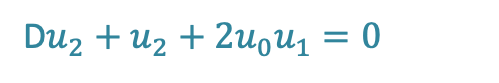 Du₂ + u₂ + 2u₀u₁ = 0